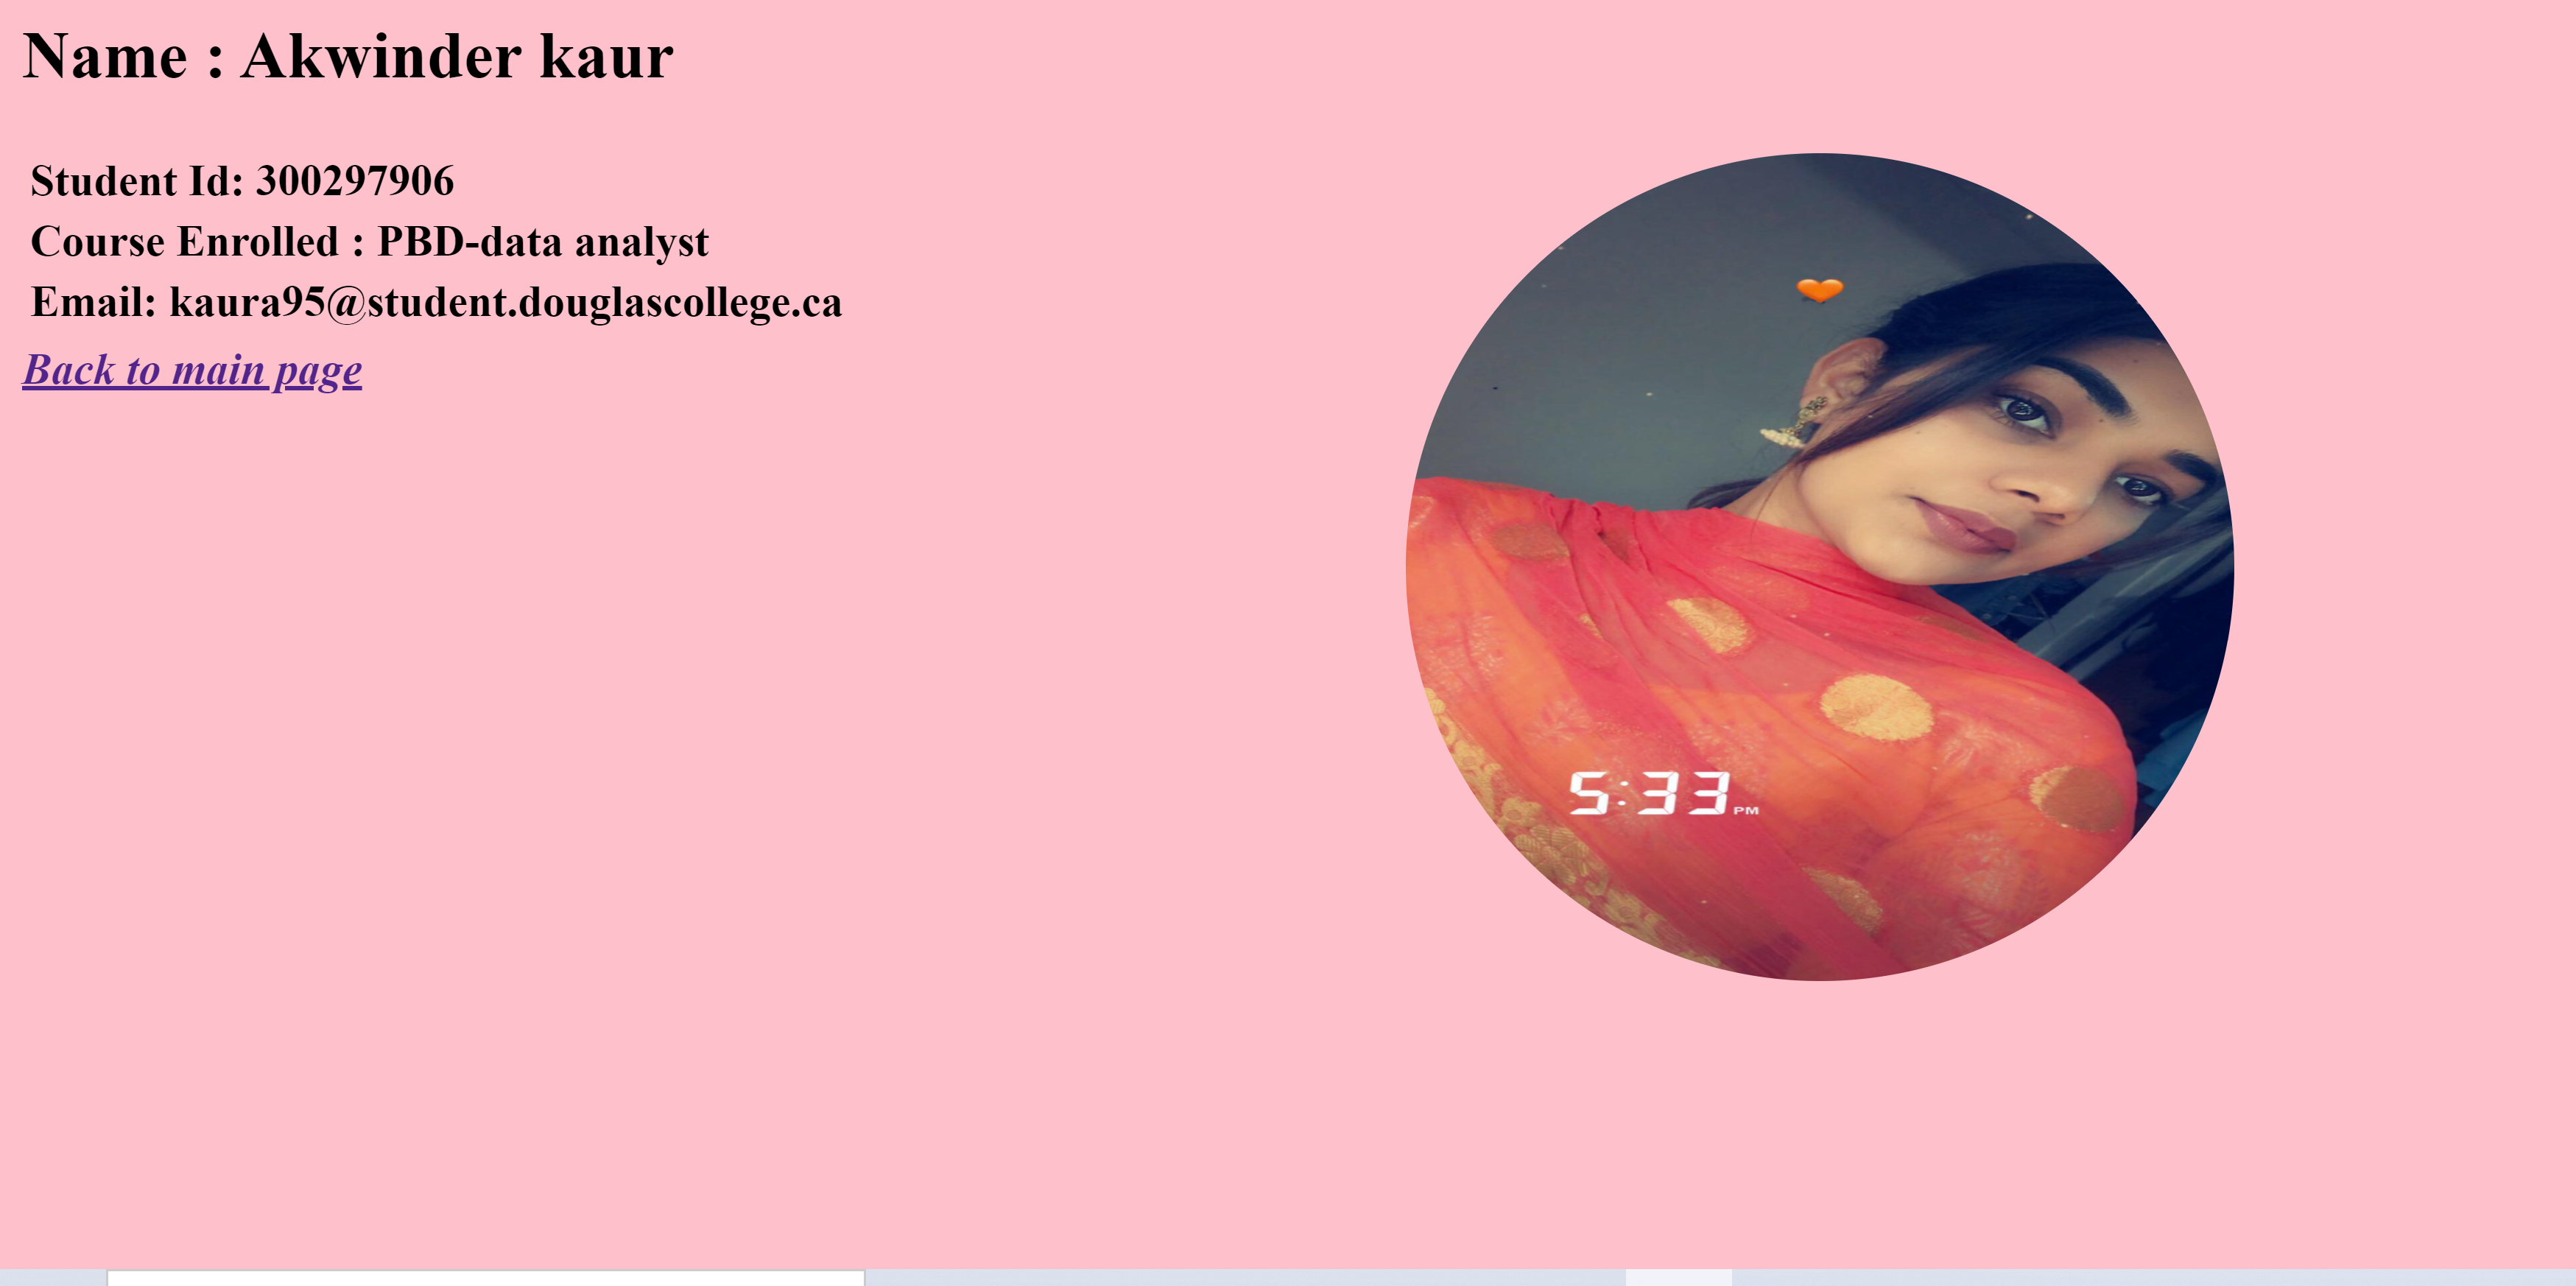 Name : Akwinder kaur
Student Id: 300297906
Course Enrolled : PBD-data analyst
Email: kaura95@student.douglascollege.ca
Back to main page
5:33 PM